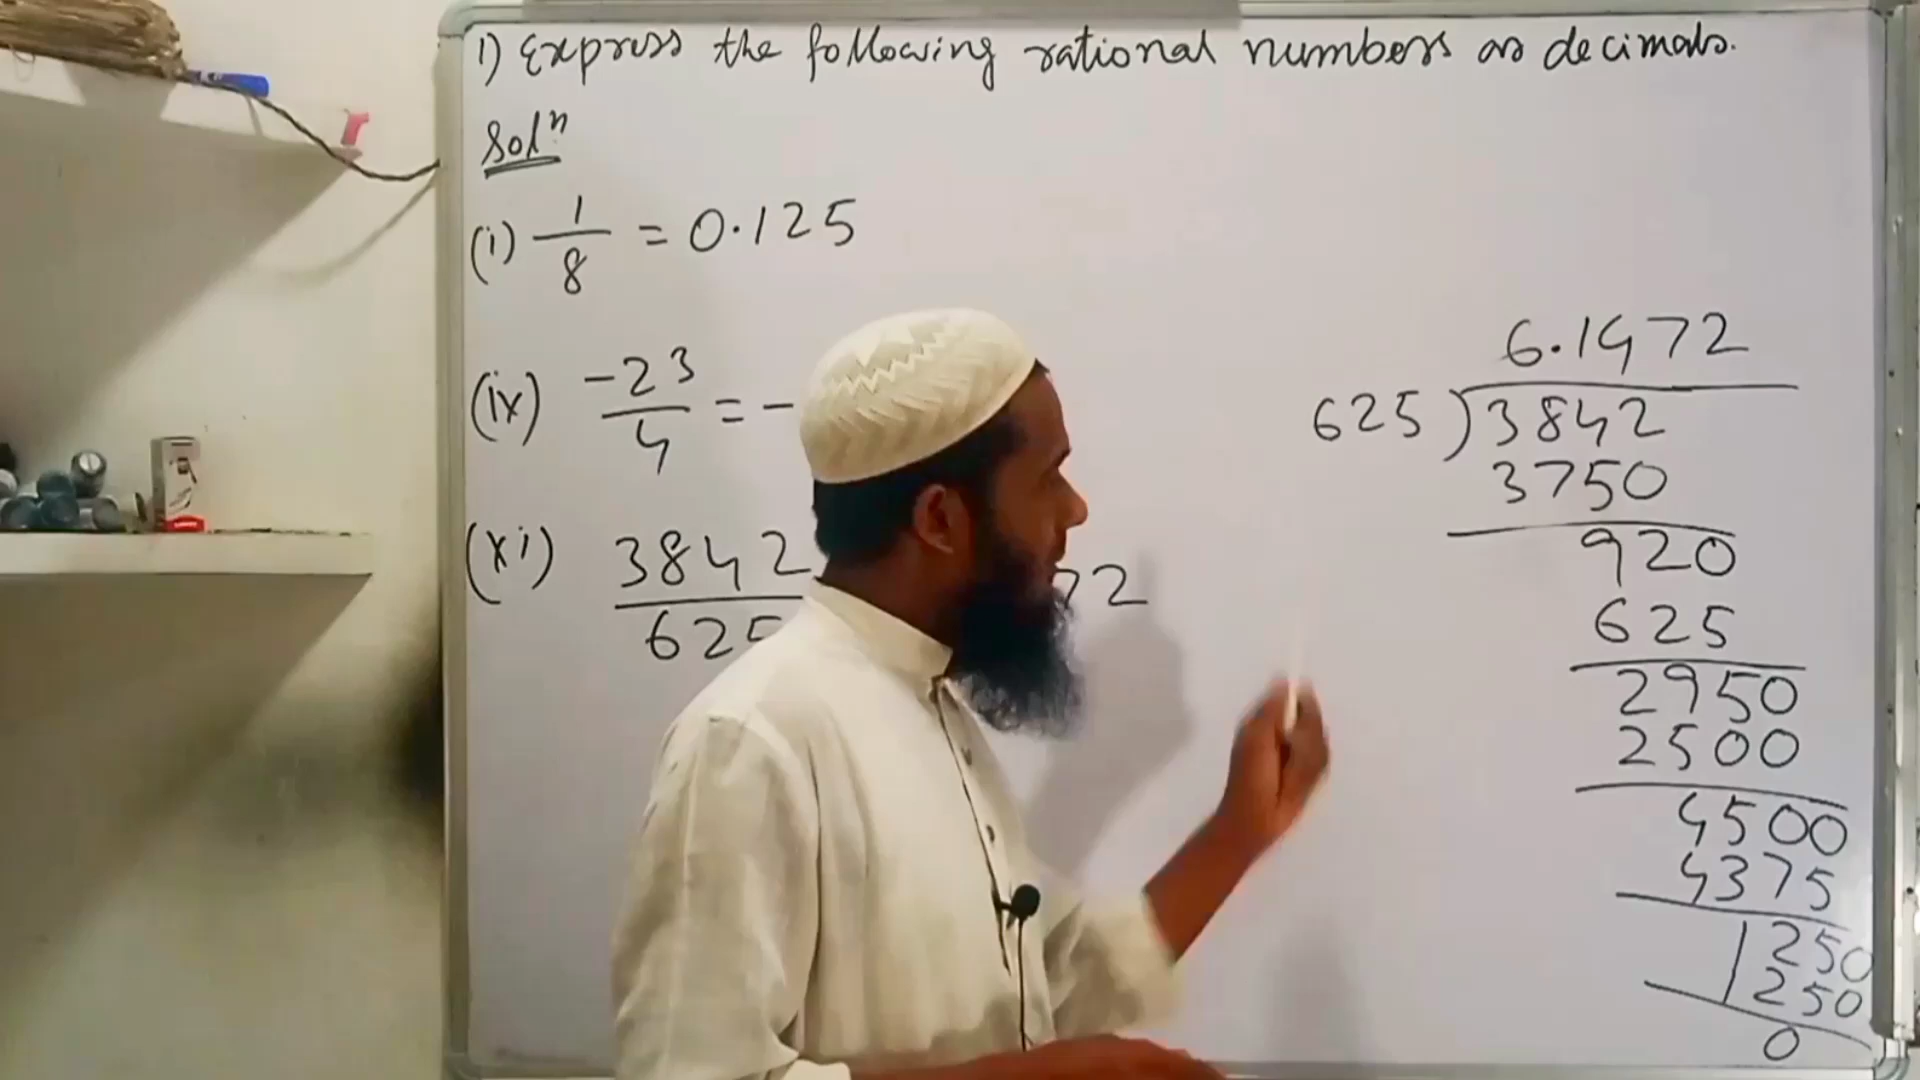 1) Express the following rational numbers as decimals.
Solⁿ
(i) 1/8 = 0.125
(ix) -23/4 = -
(xi) 3842/625 72
6.1472
625)3842
3750
920
625
2950
2500
4500
4375
1250
1250
0